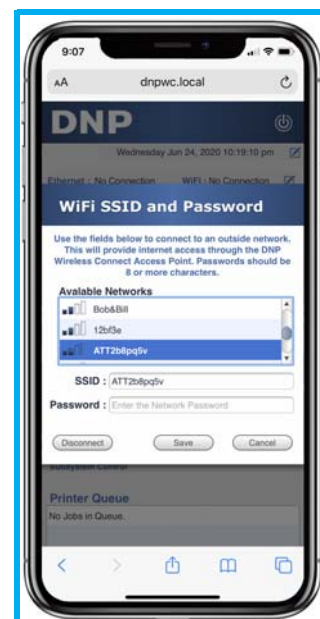 9:07
AA dnpwc.local
DNP
Wednesday Jun 24, 2020 10:19:10 pm
Ethernet : No Connection WiFi : No Connection
WiFi SSID and Password
Use the fields below to connect to an outside network.
This will provide internet access through the DNP
Wireless Connect Access Point. Passwords should be
8 or more characters.
Avalable Networks
Bob&Bill
12bf3e
ATT2b8pq5v
SSID : ATT2b8pq5v
Password : Enter the Network Password
Disconnect Save Cancel
Subsystem Control
Printer Queue
No Jobs in Queue.